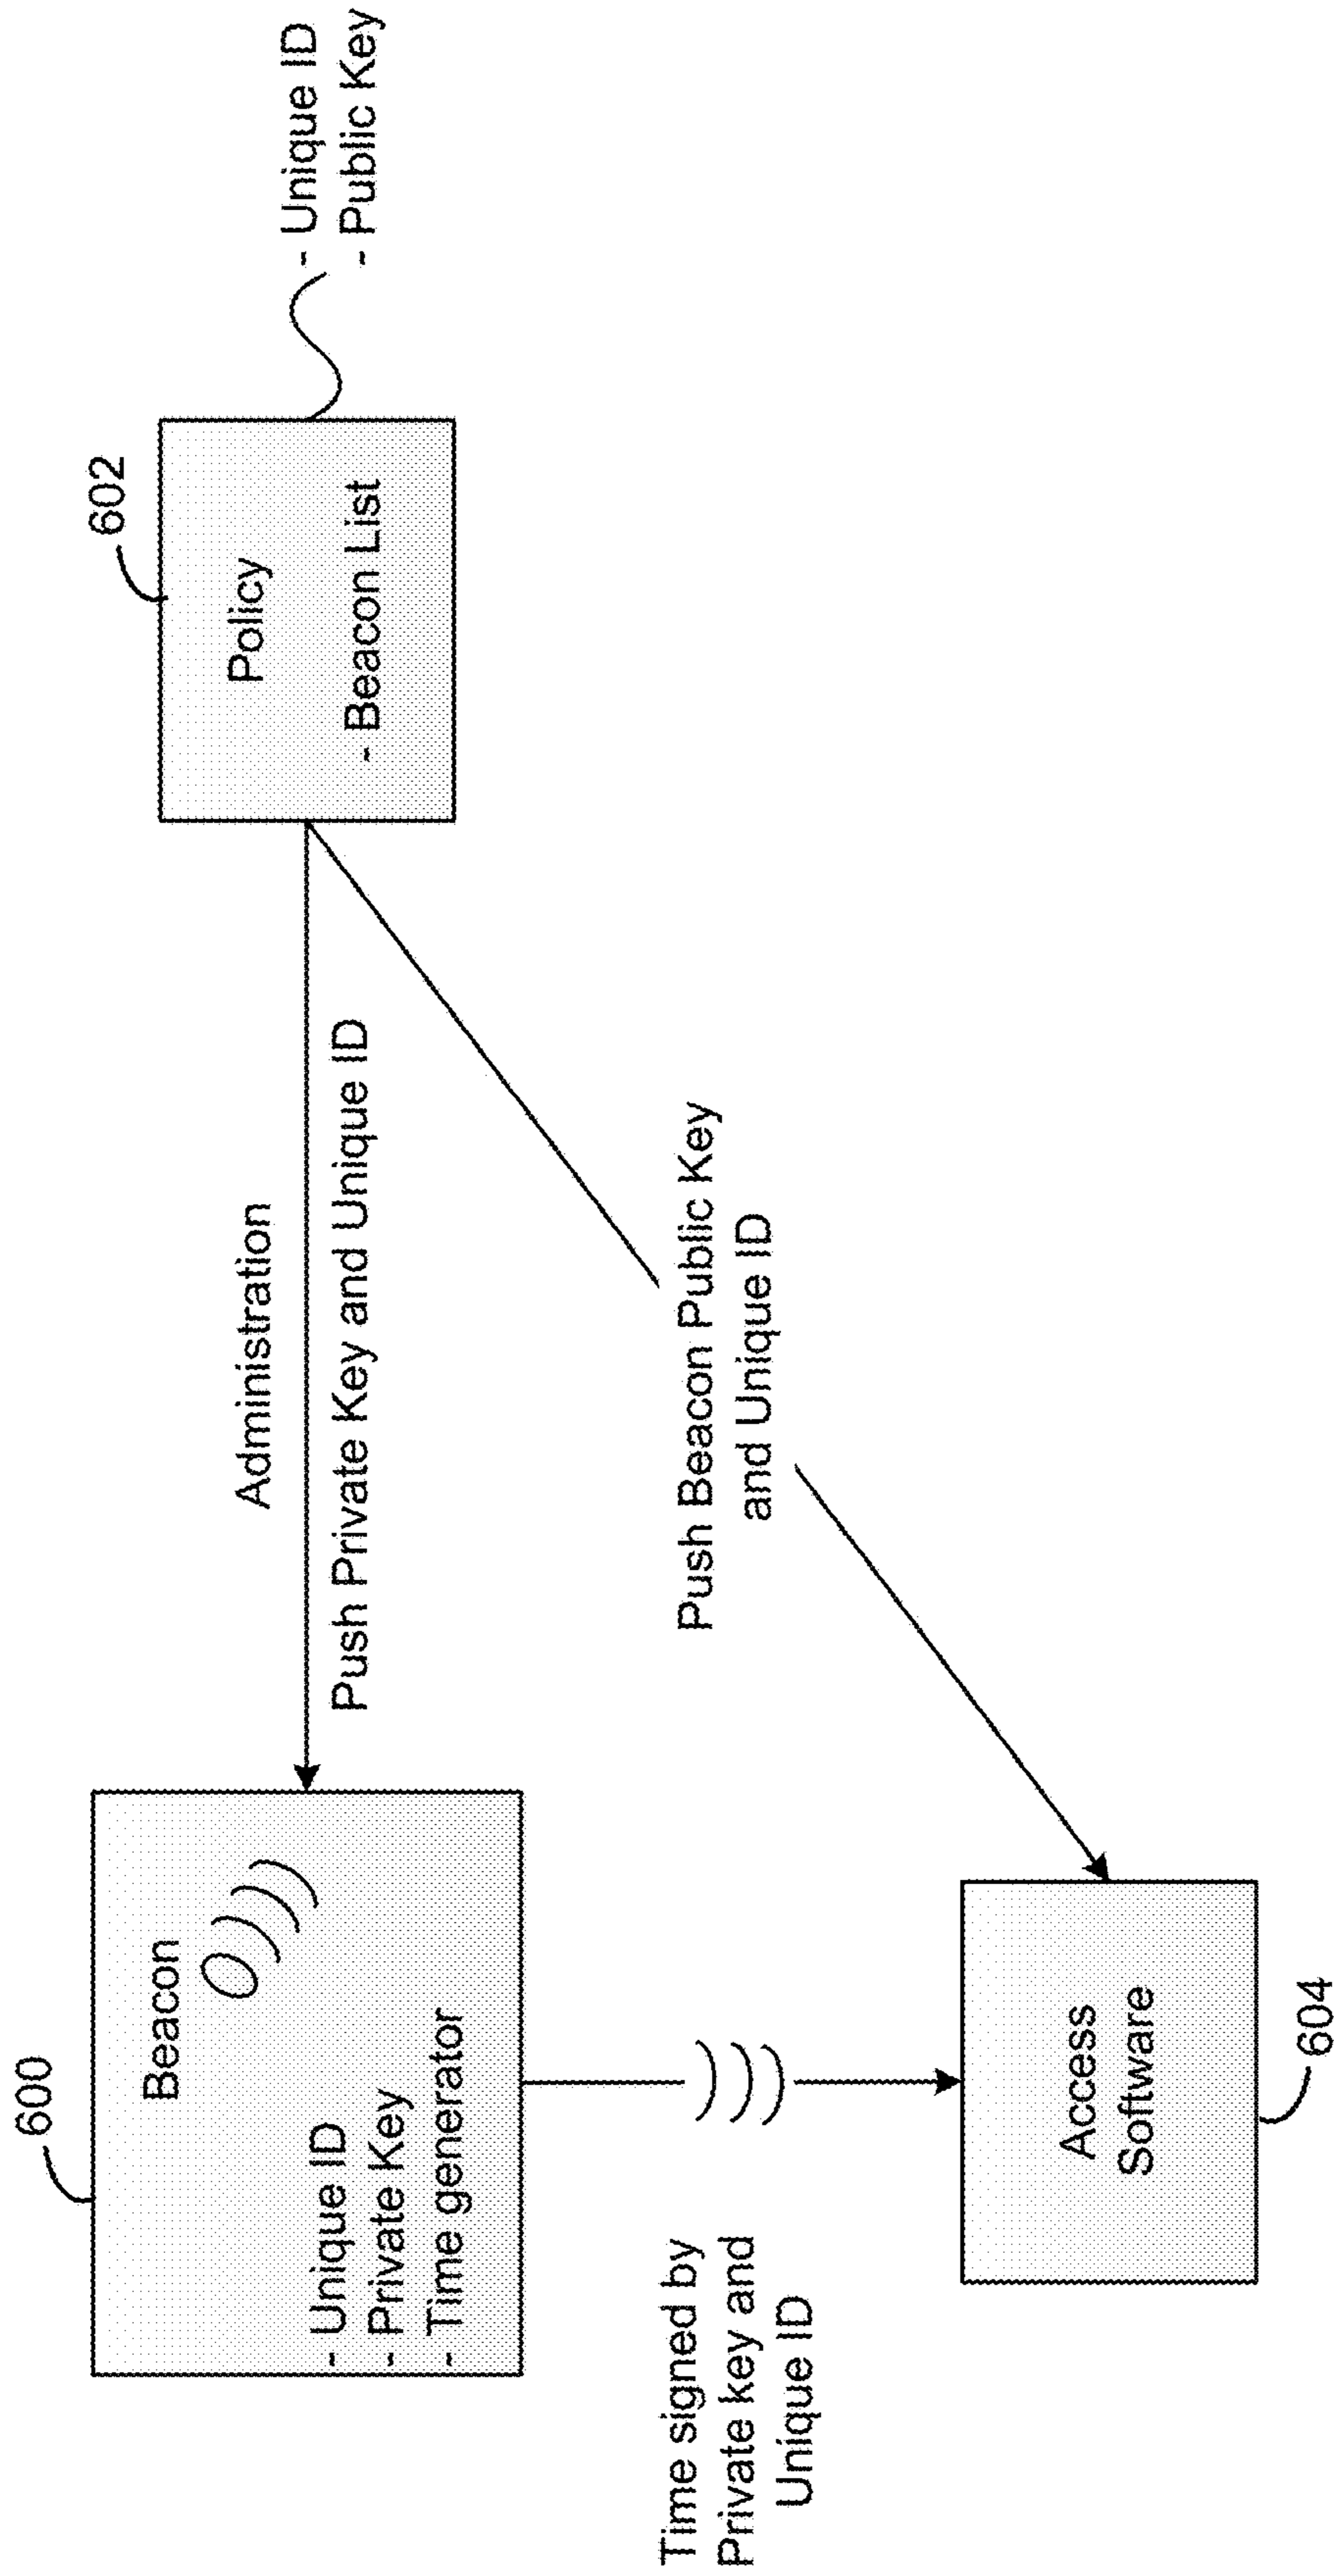 600
Beacon
- Unique ID
- Private Key
- Time generator
Administration
Push Private Key and Unique ID
602
Policy
- Beacon List
- Unique ID
- Public Key
Push Beacon Public Key
and Unique ID
Time signed by
Private key and
Unique ID
Access
Software
604